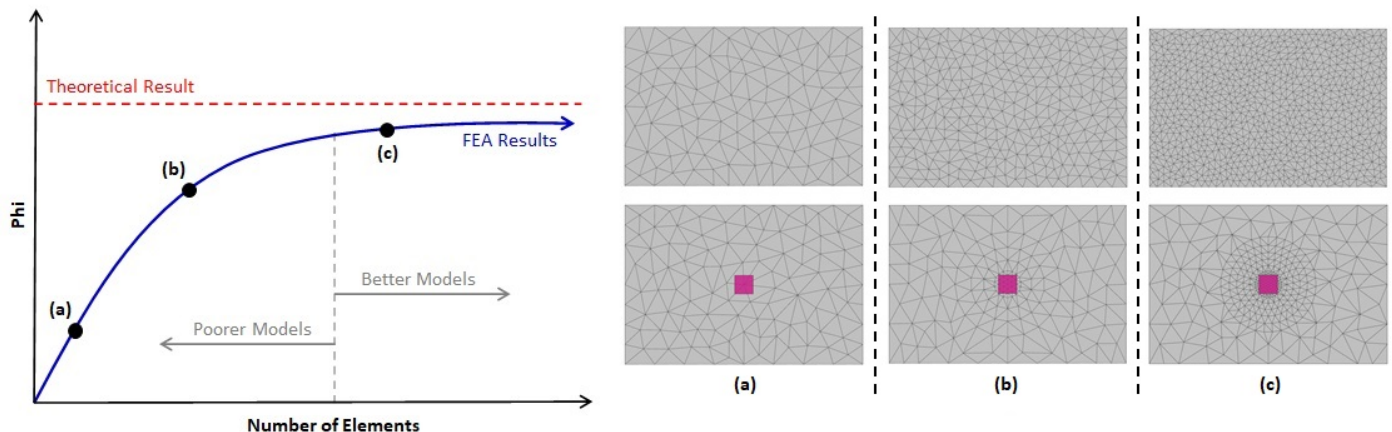 Theoretical Result
FEA Results
(c)
(b)
(a)
Better Models
Poorer Models
Phi
Number of Elements
(a)
(b)
(c)